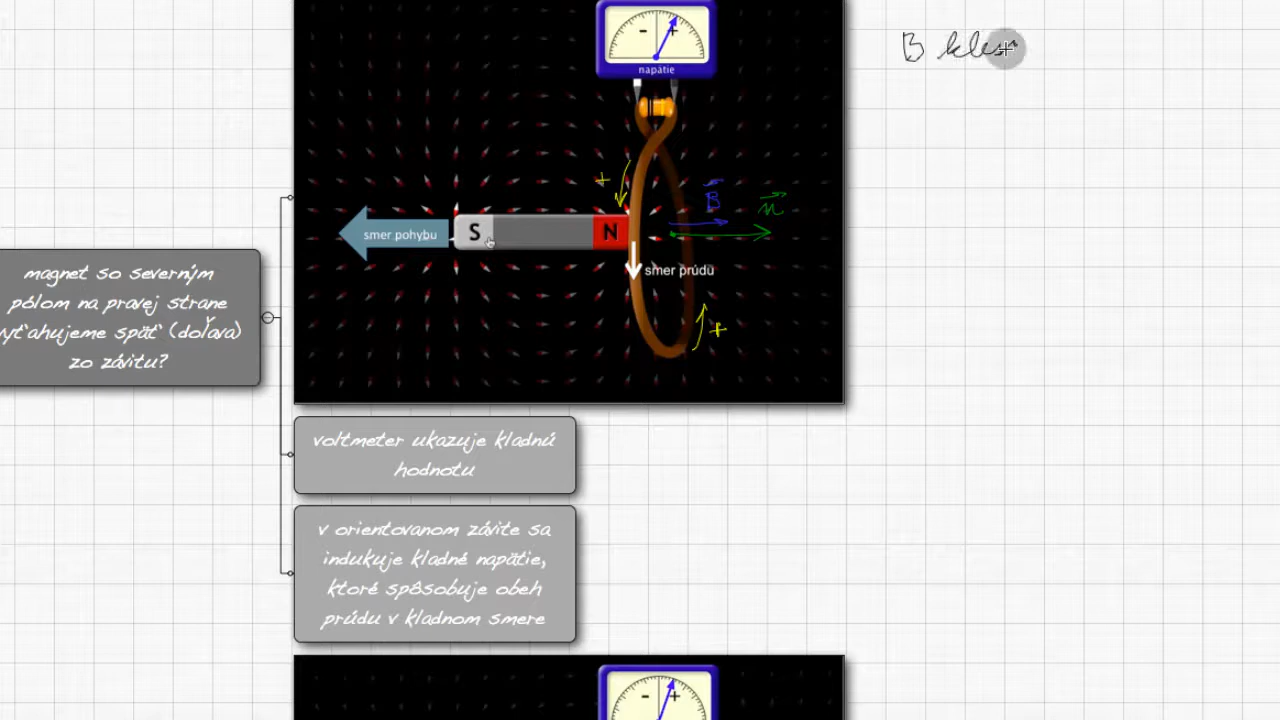 B kles
- +
napätie
+
B
n
smer pohybu
S
N
smer prúdu
+
magnet so severným
pólom na pravej strane
vyťahujeme späť (doľava)
zo závitu?
voltmeter ukazuje kladnú
hodnotu
v orientovanom závite sa
indukuje kladné napätie,
ktoré spôsobuje obeh
prúdu v kladnom smere
- +